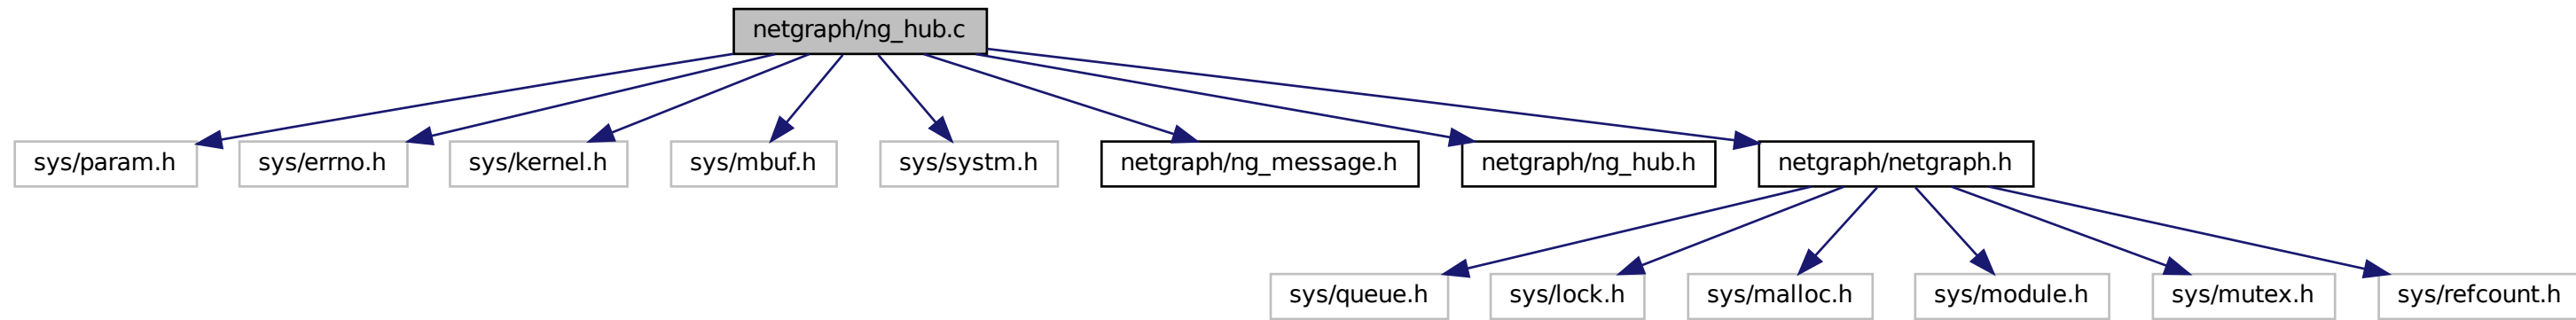 netgraph/ng_hub.c
sys/param.h
sys/errno.h
sys/kernel.h
sys/mbuf.h
sys/systm.h
netgraph/ng_message.h
netgraph/ng_hub.h
netgraph/netgraph.h
sys/queue.h
sys/lock.h
sys/malloc.h
sys/module.h
sys/mutex.h
sys/refcount.h